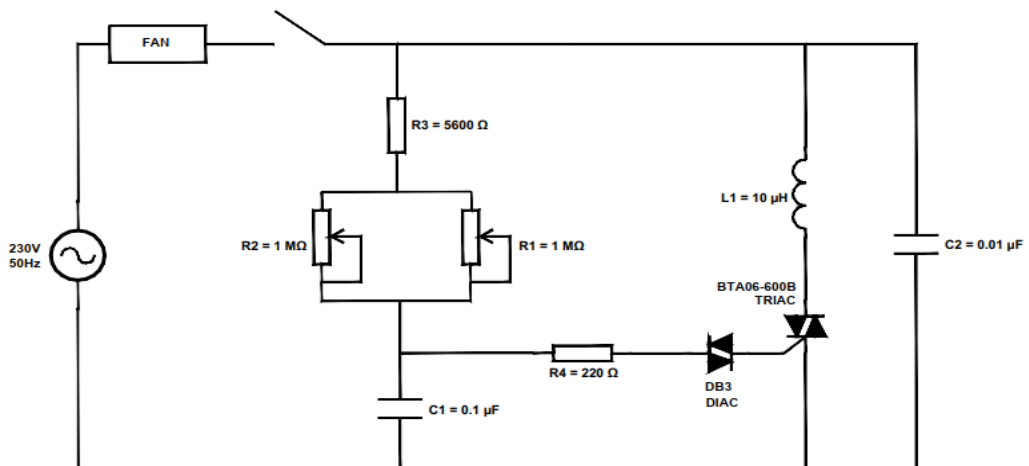 FAN
R3 = 5600 Ω
L1 = 10 µH
R2 = 1 MΩ
R1 = 1 MΩ
230V
50Hz
C2 = 0.01 µF
BTA06-600B
TRIAC
R4 = 220 Ω
DB3
DIAC
C1 = 0.1 µF